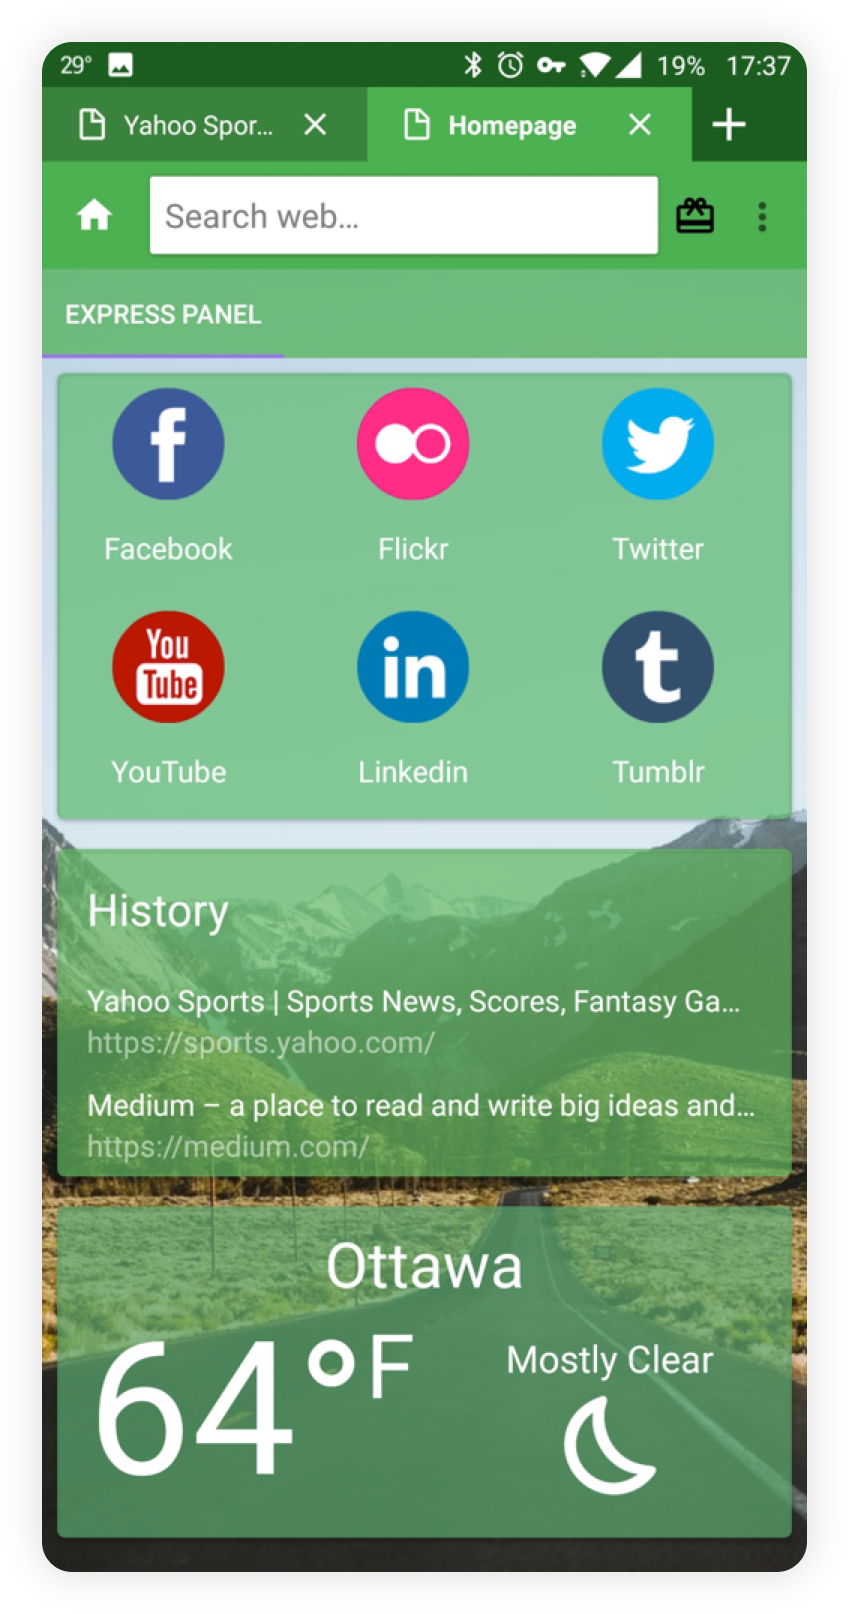 29° 19% 17:37
Yahoo Spor... Homepage
Search web...
EXPRESS PANEL
f
Facebook Flickr Twitter
You
Tube in t
YouTube Linkedin Tumblr
History
Yahoo Sports | Sports News, Scores, Fantasy Ga...
https://sports.yahoo.com/
Medium – a place to read and write big ideas and...
https://medium.com/
Ottawa
64°F Mostly Clear